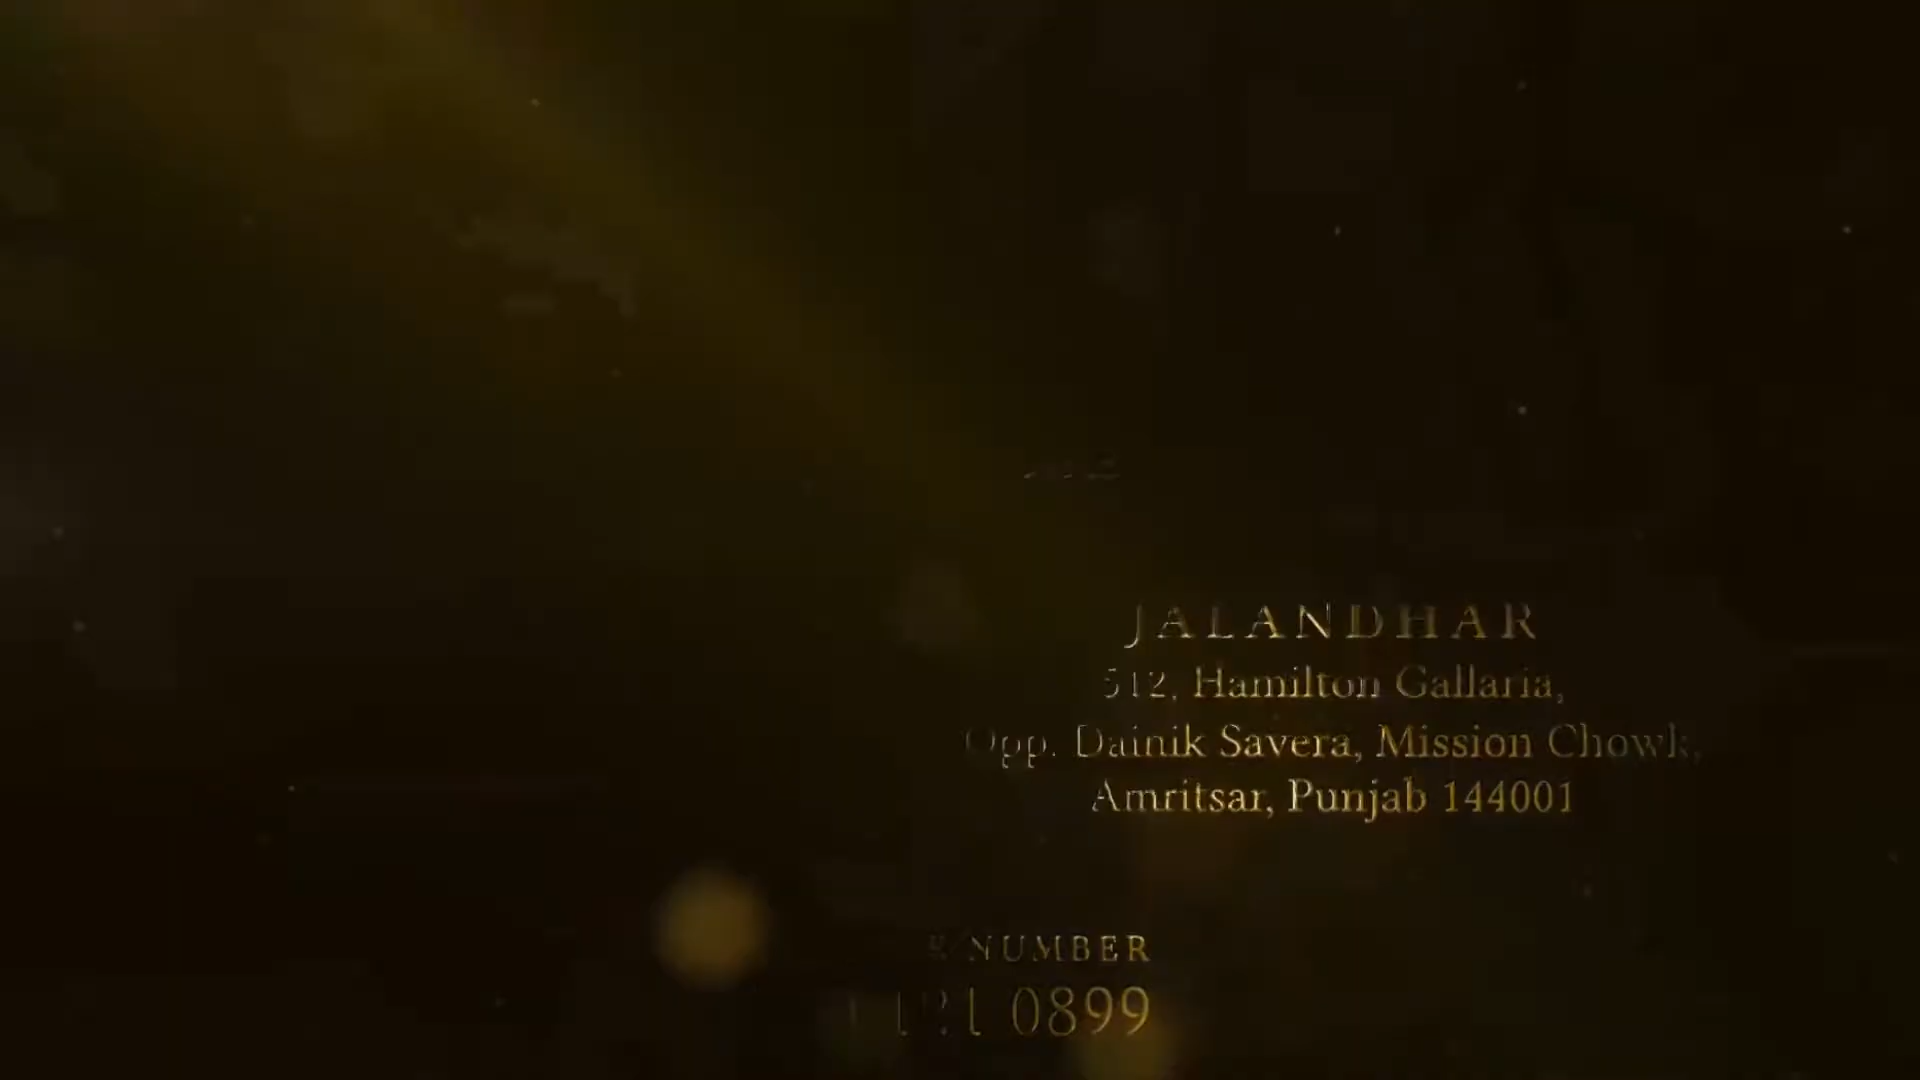 JALANDHAR
512, Hamilton Gallaria,
Opp. Dainik Savera, Mission Chowk,
Amritsar, Punjab 144001
NUMBER
0899